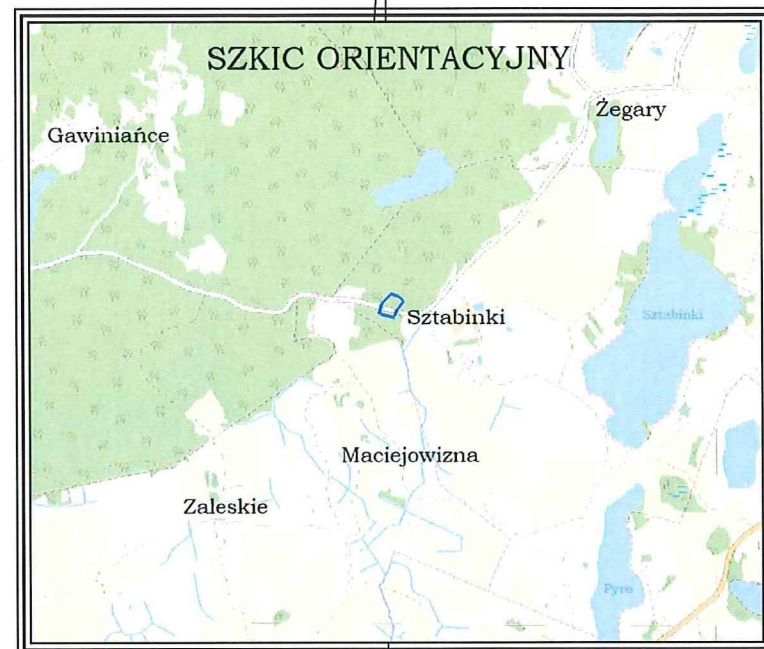 SZKIC ORIENTACYJNY
Żegary
Gawiniańce
Sztabinki
Sztabinki
Maciejowizna
Zaleskie
Pyre